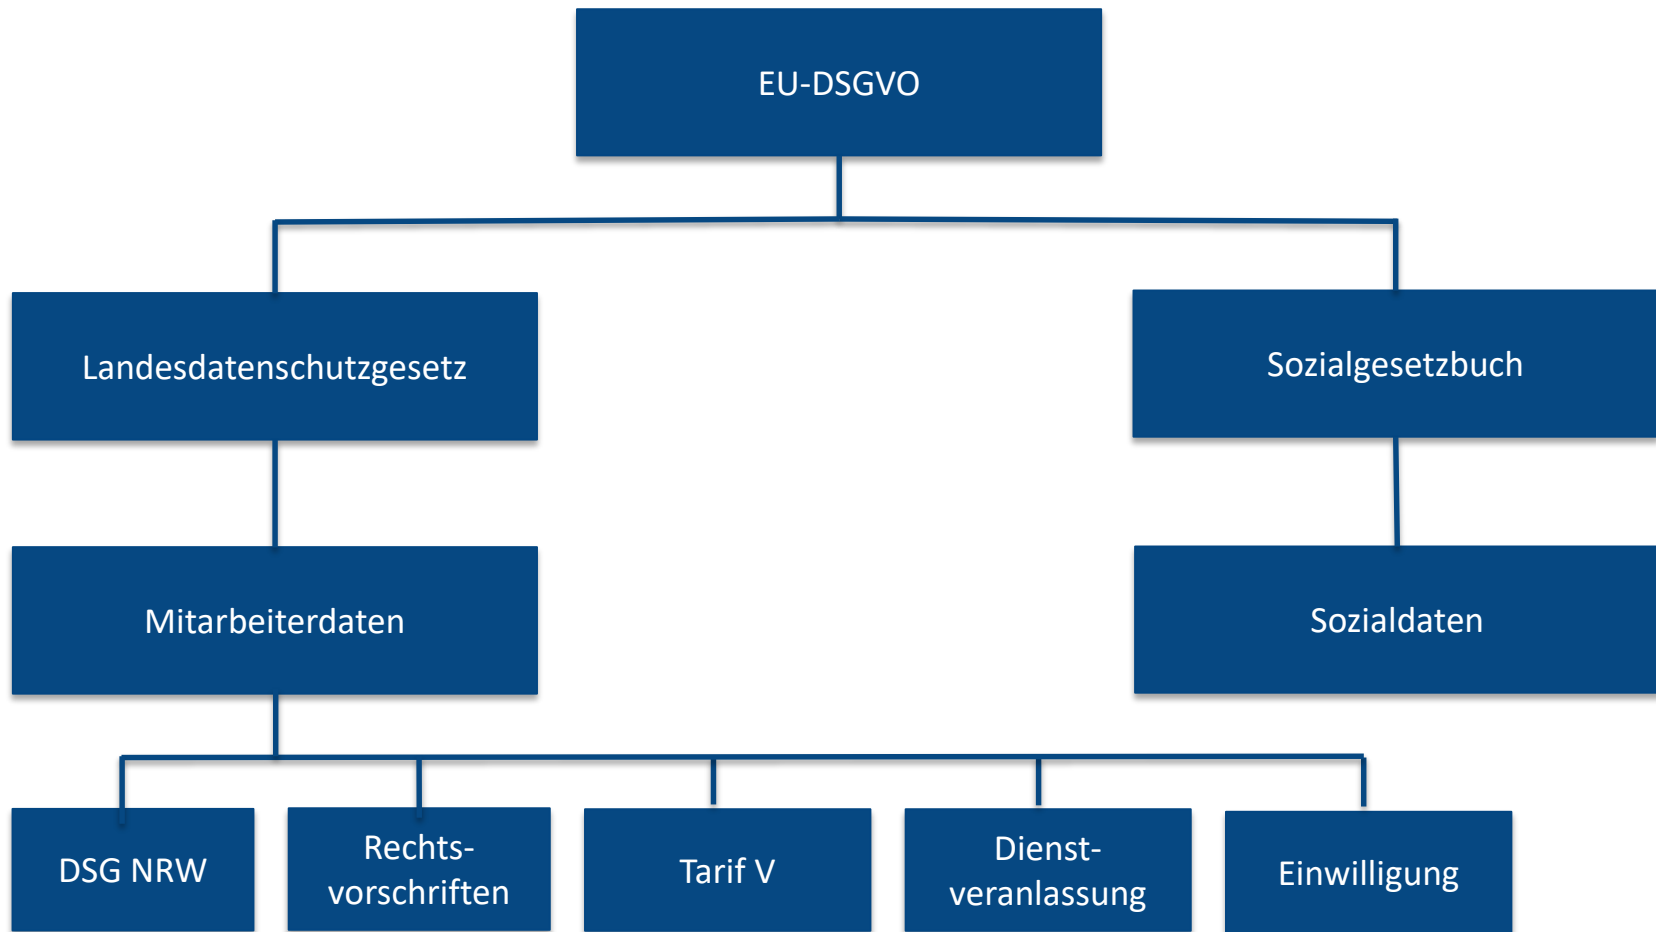 EU-DSGVO
Landesdatenschutzgesetz
Sozialgesetzbuch
Mitarbeiterdaten
Sozialdaten
DSG NRW
Rechts-
vorschriften
Tarif V
Dienst-
veranlassung
Einwilligung